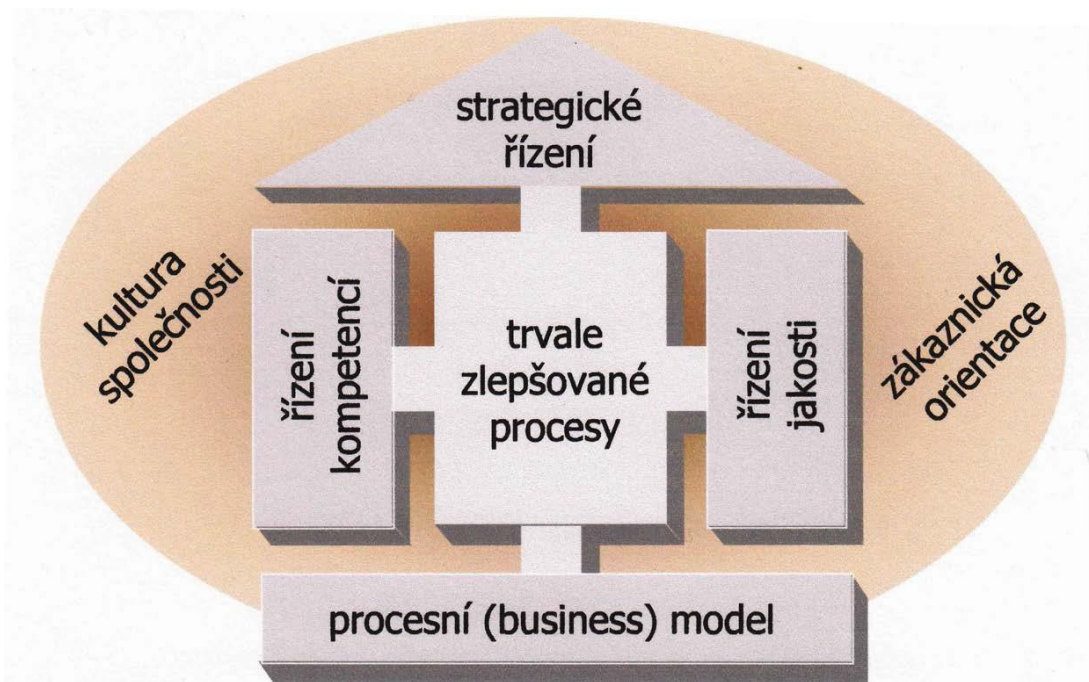 strategické
řízení
kultura
společnosti
řízení
kompetencí
trvale
zlepšované
procesy
řízení
jakosti
zákaznická
orientace
procesní (business) model